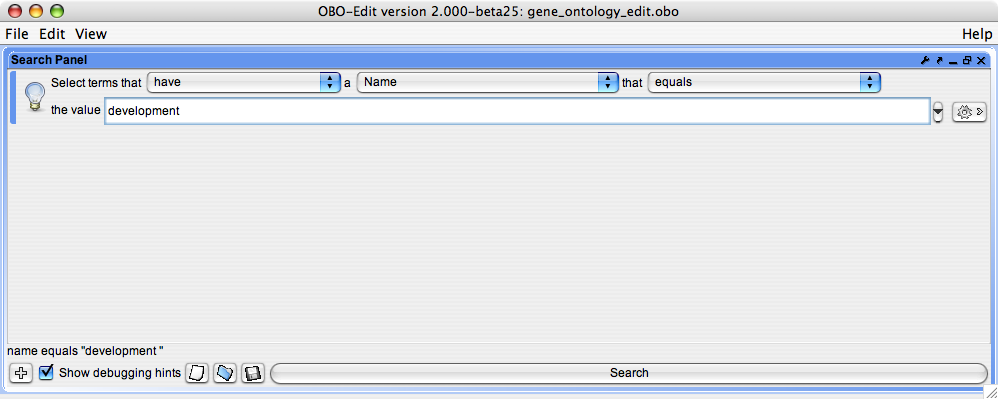 OBO-Edit version 2.000-beta25: gene_ontology_edit.obo
File Edit View Help
Search Panel
Select terms that have a Name that equals
the value development
name equals "development "
Show debugging hints Search